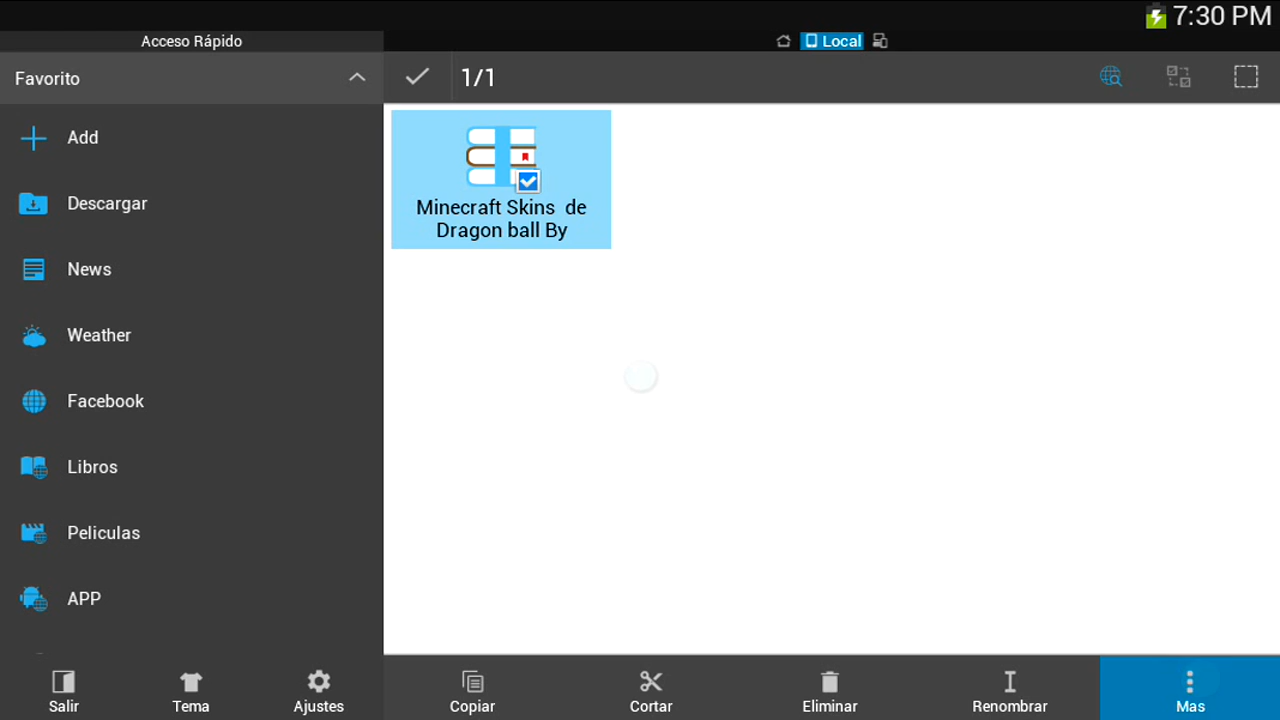 7:30 PM
Acceso Rápido
Local
Favorito
1/1
Add
Descargar
News
Weather
Facebook
Libros
Peliculas
APP
Minecraft Skins de
Dragon ball By
Salir
Tema
Ajustes
Copiar
Cortar
Eliminar
Renombrar
Mas